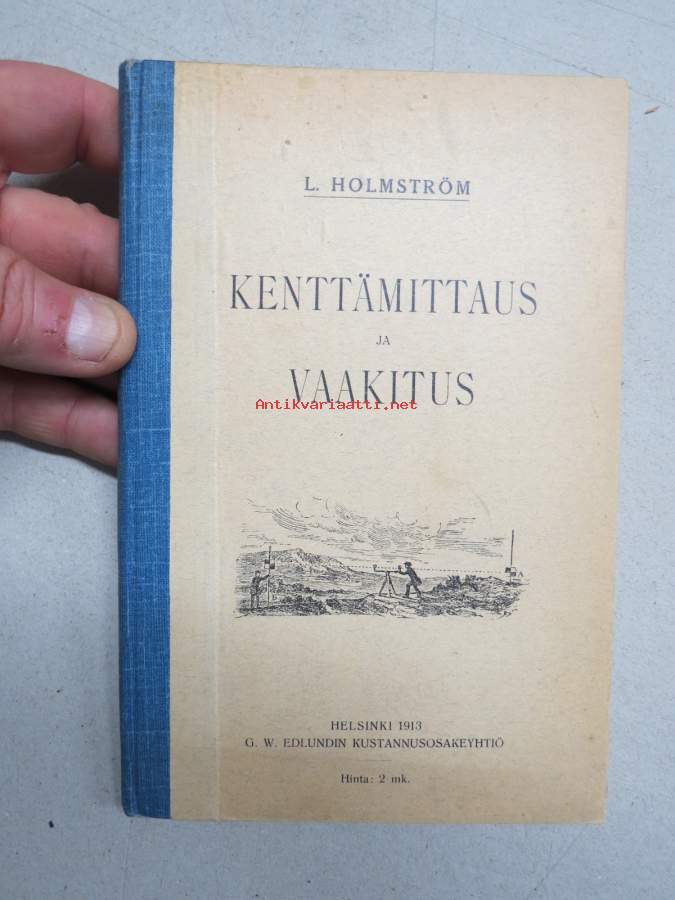 L. HOLMSTRÖM
KENTTÄMITTAUS
JA
VAAKITUS
Antikvariaatti.net
HELSINKI 1913
G. W. EDLUNDIN KUSTANNUSOSAKEYHTIÖ
Hinta: 2 mk.